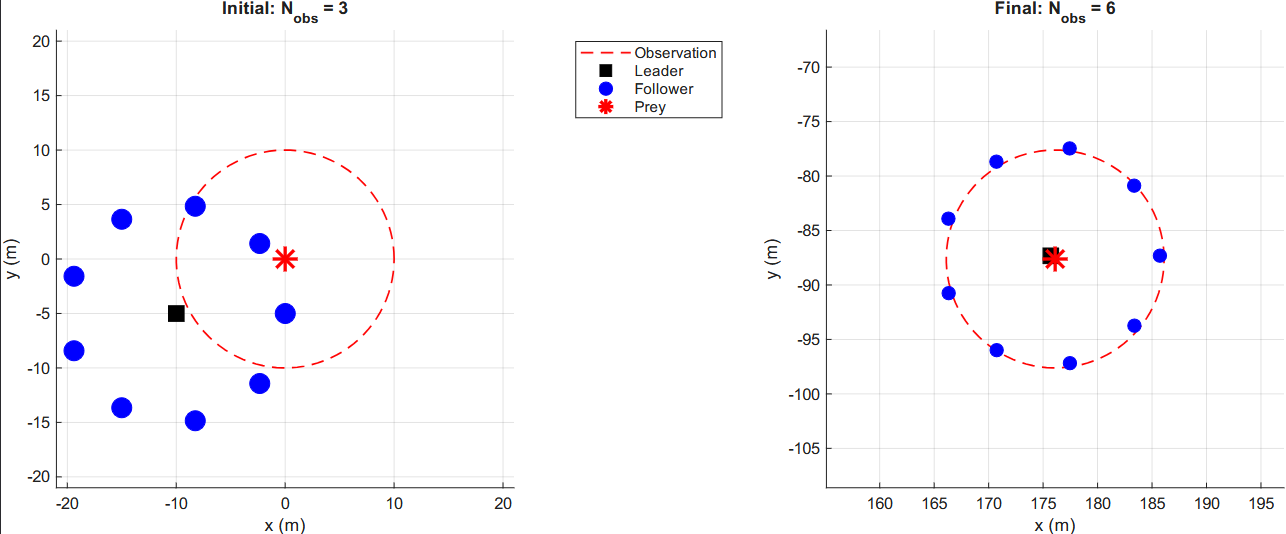 Initial: N_obs = 3
20
15
10
5
0
-5
-10
-15
-20
y (m)
-20 -10 0 10 20
x (m)
Observation
Leader
Follower
Prey
Final: N_obs = 6
-70
-75
-80
-85
-90
-95
-100
-105
y (m)
160 165 170 175 180 185 190 195
x (m)